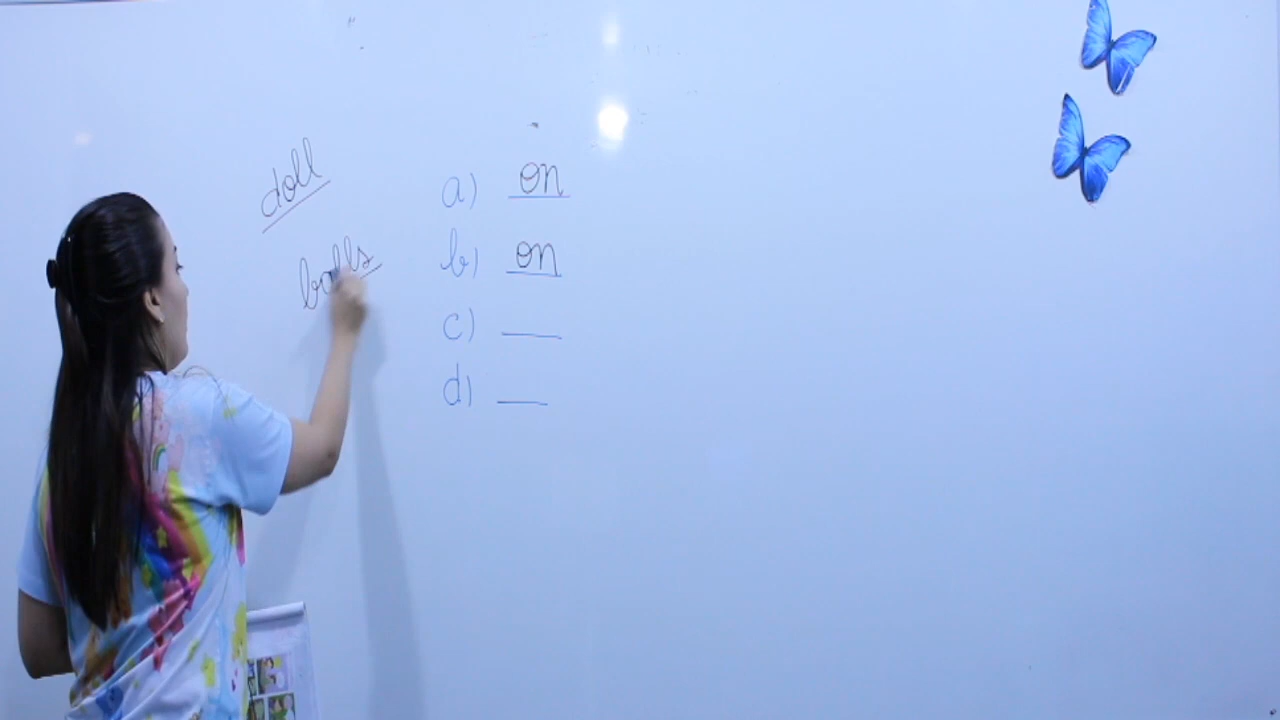 doll
balls
a) on
b) on
c) ___
d) ___